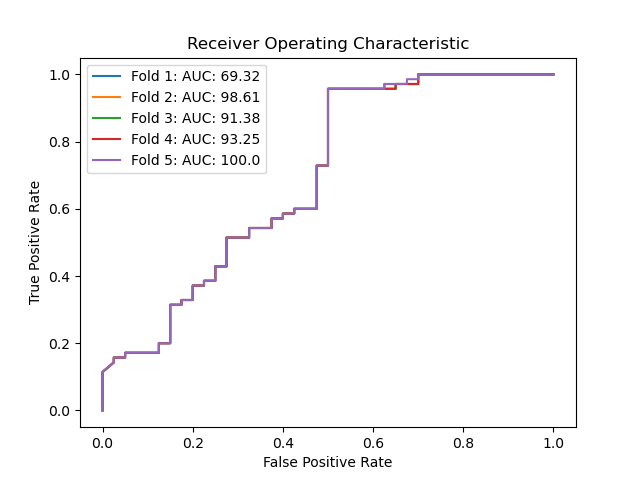 Receiver Operating Characteristic
Fold 1: AUC: 69.32
Fold 2: AUC: 98.61
Fold 3: AUC: 91.38
Fold 4: AUC: 93.25
Fold 5: AUC: 100.0
True Positive Rate
1.0
0.8
0.6
0.4
0.2
0.0
0.0 0.2 0.4 0.6 0.8 1.0
False Positive Rate